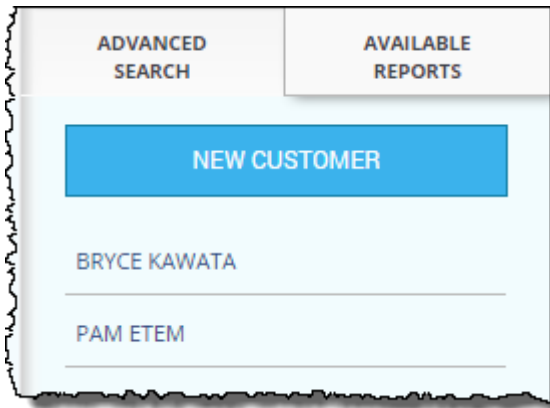 ADVANCED
SEARCH
AVAILABLE
REPORTS
NEW CUSTOMER
BRYCE KAWATA
PAM ETEM